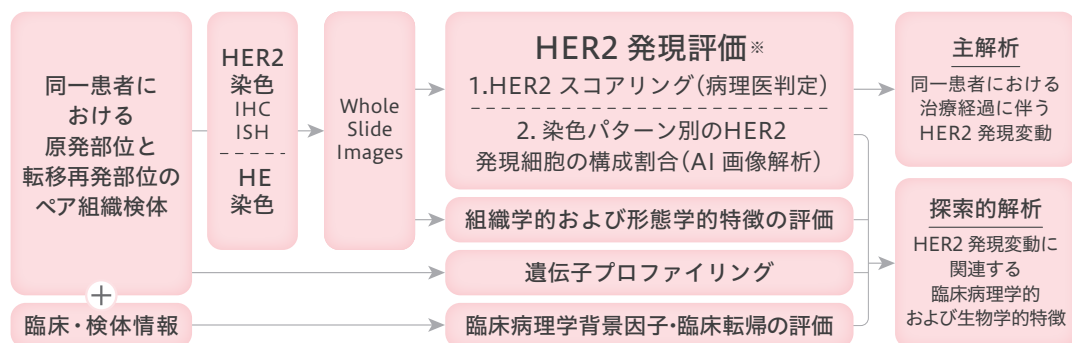 同一患者に
おける
原発部位と
転移再発部位の
ペア組織検体
＋
臨床・検体情報
HER2
染色
IHC
ISH
HE
染色
Whole
Slide
Images
HER2 発現評価※
1.HER2 スコアリング(病理医判定)
2. 染色パターン別のHER2
発現細胞の構成割合(AI 画像解析)
組織学的および形態学的特徴の評価
遺伝子プロファイリング
臨床病理学背景因子・臨床転帰の評価
主解析
同一患者における
治療経過に伴う
HER2 発現変動
探索的解析
HER2 発現変動に
関連する
臨床病理学的
および生物学的特徴